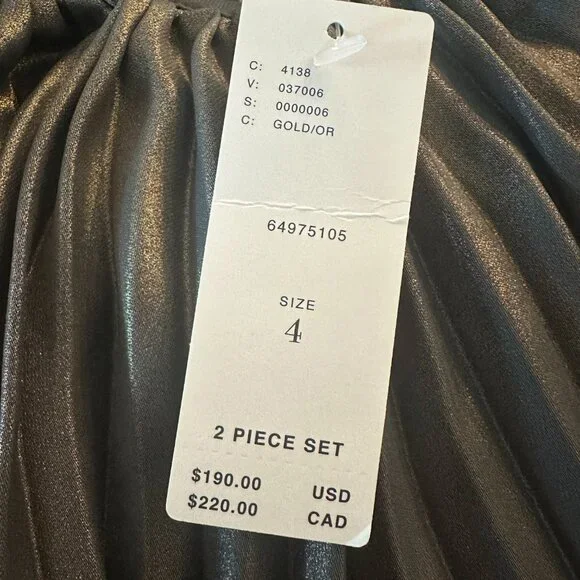 C: 4138
V: 037006
S: 0000006
C: GOLD/OR
64975105
SIZE
4
2 PIECE SET
$190.00 USD
$220.00 CAD